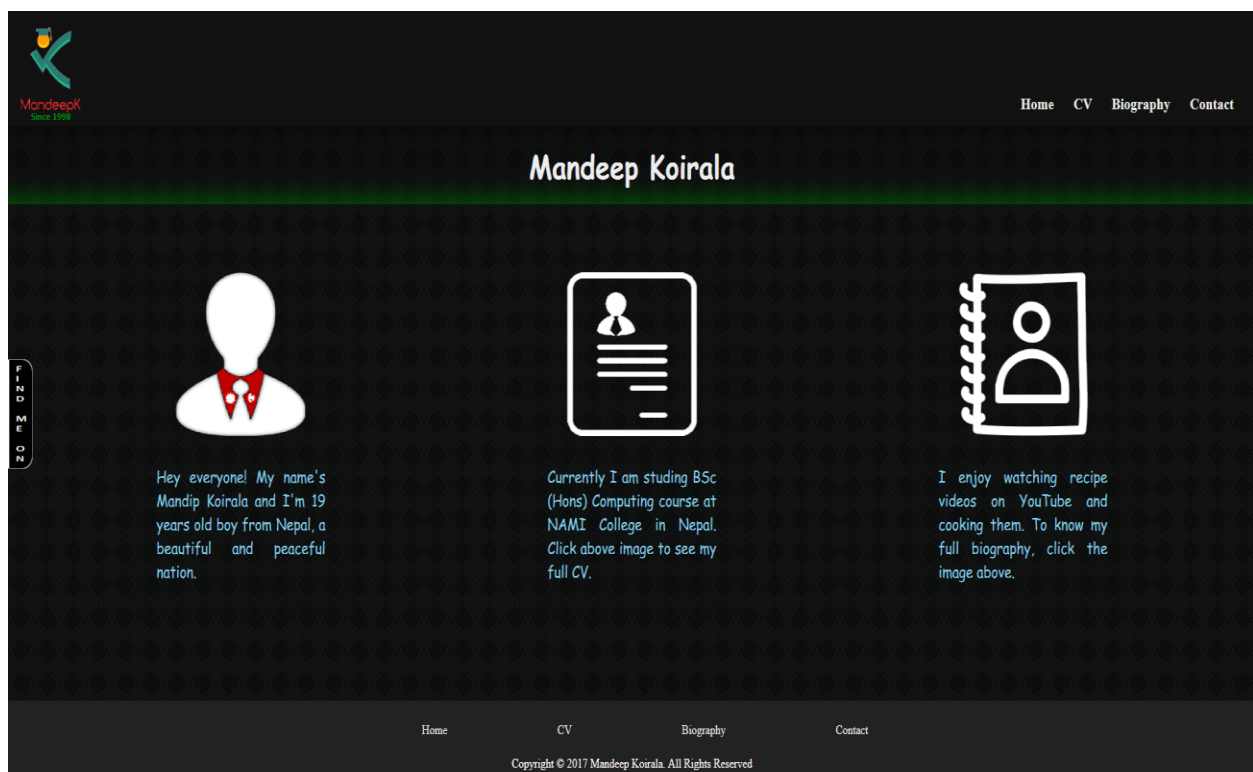 MandeepK
Since 1998
Home CV Biography Contact
Mandeep Koirala
FIND ME ON
Hey everyone! My name's
Mandip Koirala and I'm 19
years old boy from Nepal, a
beautiful and peaceful
nation.
Currently I am studing BSc
(Hons) Computing course at
NAMI College in Nepal.
Click above image to see my
full CV.
I enjoy watching recipe
videos on YouTube and
cooking them. To know my
full biography, click the
image above.
Home CV Biography Contact
Copyright © 2017 Mandeep Koirala. All Rights Reserved